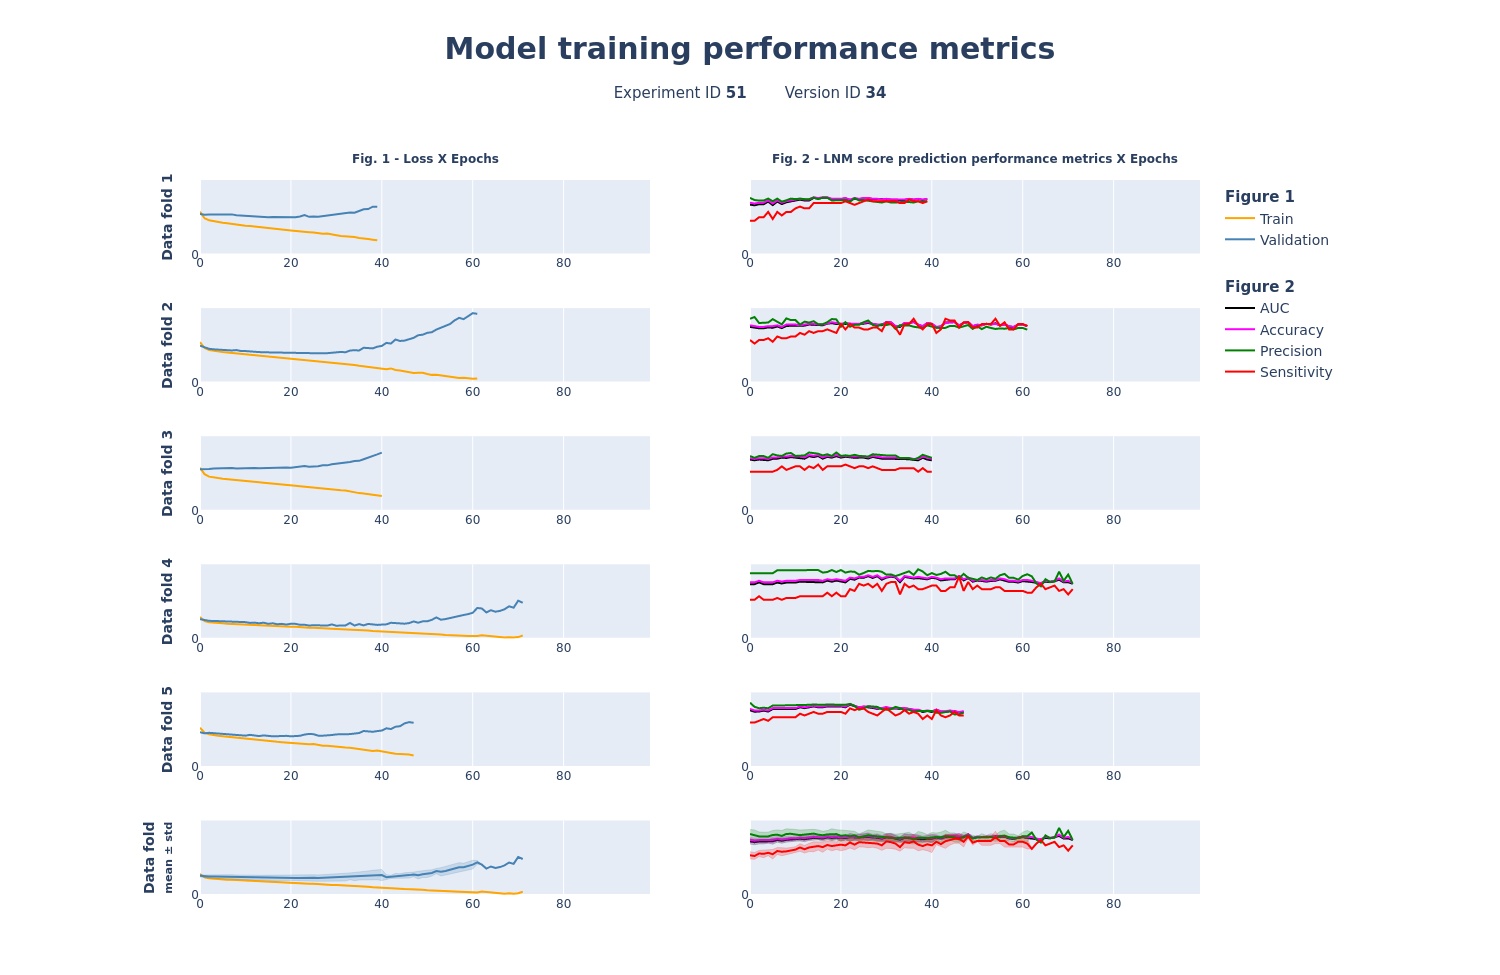 Model training performance metrics
Experiment ID 51 Version ID 34
Fig. 1 - Loss X Epochs
Fig. 2 - LNM score prediction performance metrics X Epochs
Data fold 1
0
0 20 40 60 80
0
0 20 40 60 80
Figure 1
Train
Validation
Figure 2
AUC
Accuracy
Precision
Sensitivity
Data fold 2
0
0 20 40 60 80
0
0 20 40 60 80
Data fold 3
0
0 20 40 60 80
0
0 20 40 60 80
Data fold 4
0
0 20 40 60 80
0
0 20 40 60 80
Data fold 5
0
0 20 40 60 80
0
0 20 40 60 80
Data fold
mean ± std
0
0 20 40 60 80
0
0 20 40 60 80